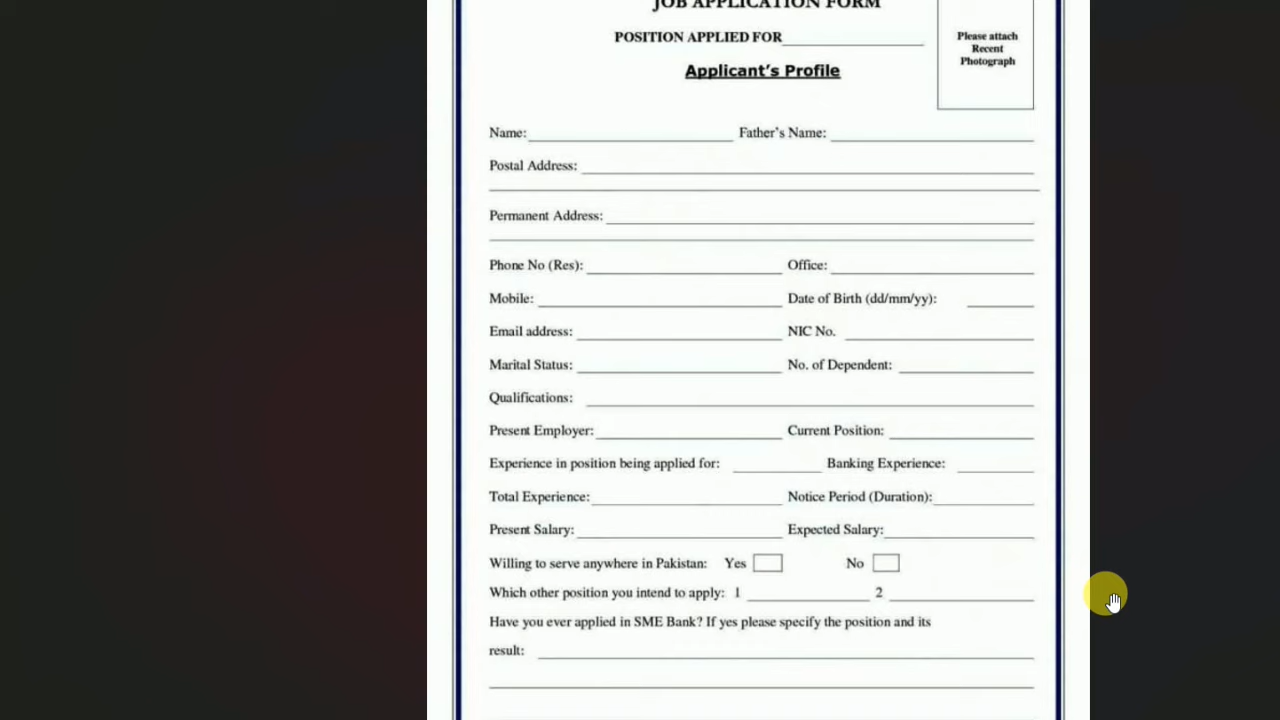 JOB APPLICATION FORM
POSITION APPLIED FOR
Please attach
Recent
Photograph
Applicant's Profile
Name: Father's Name:
Postal Address:
Permanent Address:
Phone No (Res): Office:
Mobile: Date of Birth (dd/mm/yy):
Email address: NIC No.
Marital Status: No. of Dependent:
Qualifications:
Present Employer: Current Position:
Experience in position being applied for: Banking Experience:
Total Experience: Notice Period (Duration):
Present Salary: Expected Salary:
Willing to serve anywhere in Pakistan: Yes No
Which other position you intend to apply: 1 2
Have you ever applied in SME Bank? If yes please specify the position and its
result: